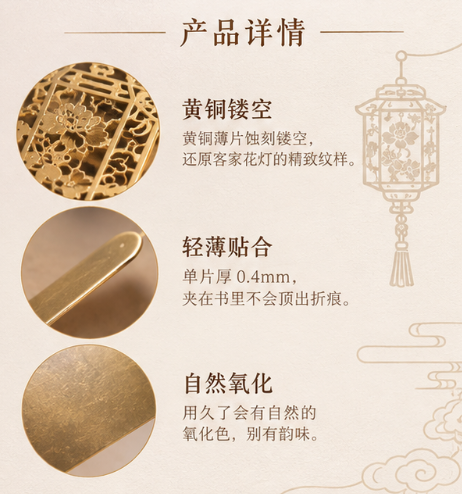 产品详情
黄铜镂空
黄铜薄片蚀刻镂空，
还原客家花灯的精致纹样。
轻薄贴合
单片厚 0.4mm，
夹在书里不会顶出折痕。
自然氧化
用久了会有自然的
氧化色，别有韵味。